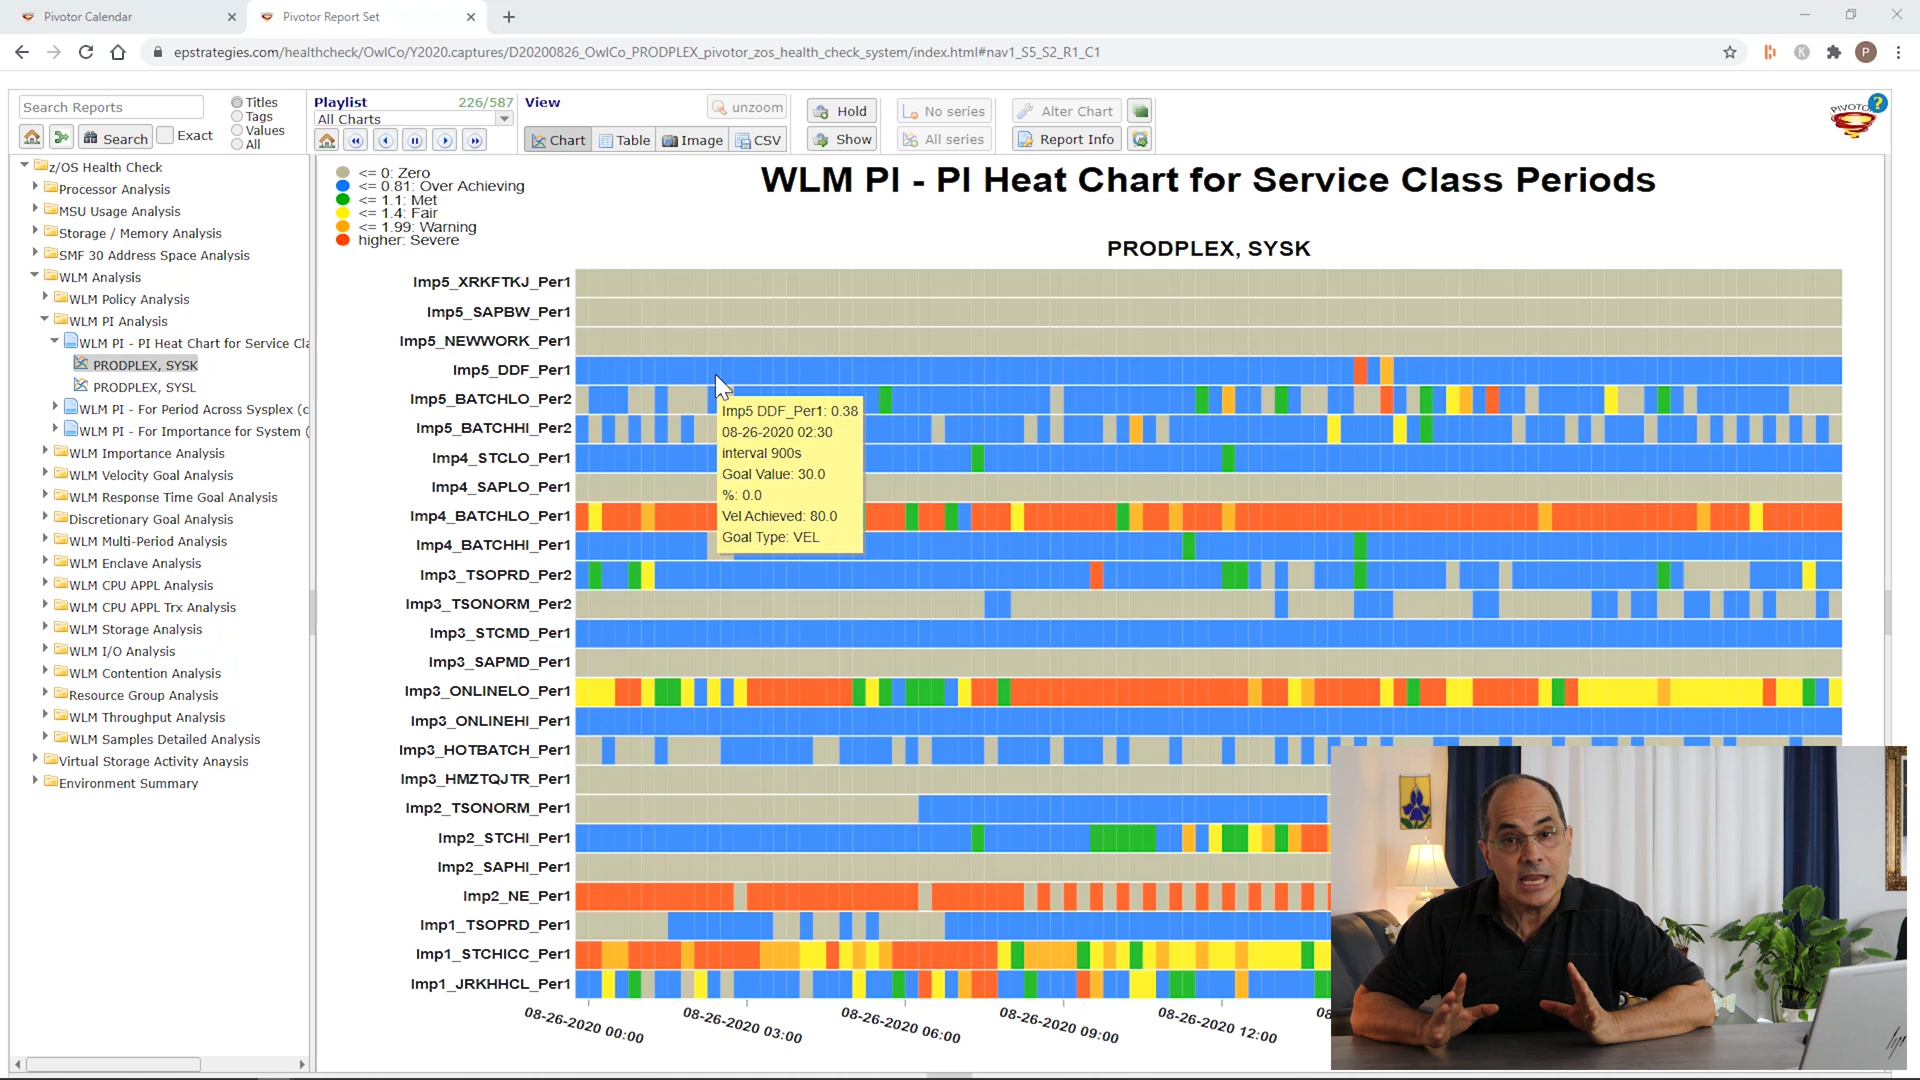 Pivotor Calendar
Pivotor Report Set
epstrategies.com/healthcheck/OwlCo/Y2020.captures/D20200826_OwlCo_PRODPLEX_pivotor_zos_health_check_system/index.html#nav1_S5_S2_R1_C1
K
P
Search Reports
Titles
Tags
Values
All
Search
Exact
Playlist 226/587
All Charts
View
unzoom
Chart
Table
Image
CSV
Hold
Show
No series
All series
Alter Chart
Report Info
PIVOTOR
?
z/OS Health Check
Processor Analysis
MSU Usage Analysis
Storage / Memory Analysis
SMF 30 Address Space Analysis
WLM Analysis
WLM Policy Analysis
WLM PI Analysis
WLM PI - PI Heat Chart for Service Cla
PRODPLEX, SYSK
PRODPLEX, SYSL
WLM PI - For Period Across Sysplex (c
WLM PI - For Importance for System (
WLM Importance Analysis
WLM Velocity Goal Analysis
WLM Response Time Goal Analysis
Discretionary Goal Analysis
WLM Multi-Period Analysis
WLM Enclave Analysis
WLM CPU APPL Analysis
WLM CPU APPL Trx Analysis
WLM Storage Analysis
WLM I/O Analysis
WLM Contention Analysis
Resource Group Analysis
WLM Throughput Analysis
WLM Samples Detailed Analysis
Virtual Storage Activity Anaysis
Environment Summary
<= 0: Zero
<= 0.81: Over Achieving
<= 1.1: Met
<= 1.4: Fair
<= 1.99: Warning
higher: Severe
WLM PI - PI Heat Chart for Service Class Periods
PRODPLEX, SYSK
Imp5_XRKFTKJ_Per1
Imp5_SAPBW_Per1
Imp5_NEWWORK_Per1
Imp5_DDF_Per1
Imp5_BATCHLO_Per2
Imp5_BATCHHI_Per2
Imp4_STCLO_Per1
Imp4_SAPLO_Per1
Imp4_BATCHLO_Per1
Imp4_BATCHHI_Per1
Imp3_TSOPRD_Per2
Imp3_TSONORM_Per2
Imp3_STCMD_Per1
Imp3_SAPMD_Per1
Imp3_ONLINELO_Per1
Imp3_ONLINEHI_Per1
Imp3_HOTBATCH_Per1
Imp3_HMZTQJTR_Per1
Imp2_TSONORM_Per1
Imp2_STCHI_Per1
Imp2_SAPHI_Per1
Imp2_NE_Per1
Imp1_TSOPRD_Per1
Imp1_STCHICC_Per1
Imp1_JRKHHCL_Per1
Imp5 DDF_Per1: 0.38
08-26-2020 02:30
interval 900s
Goal Value: 30.0
%: 0.0
Vel Achieved: 80.0
Goal Type: VEL
08-26-2020 00:00
08-26-2020 03:00
08-26-2020 06:00
08-26-2020 09:00
08-26-2020 12:00
08